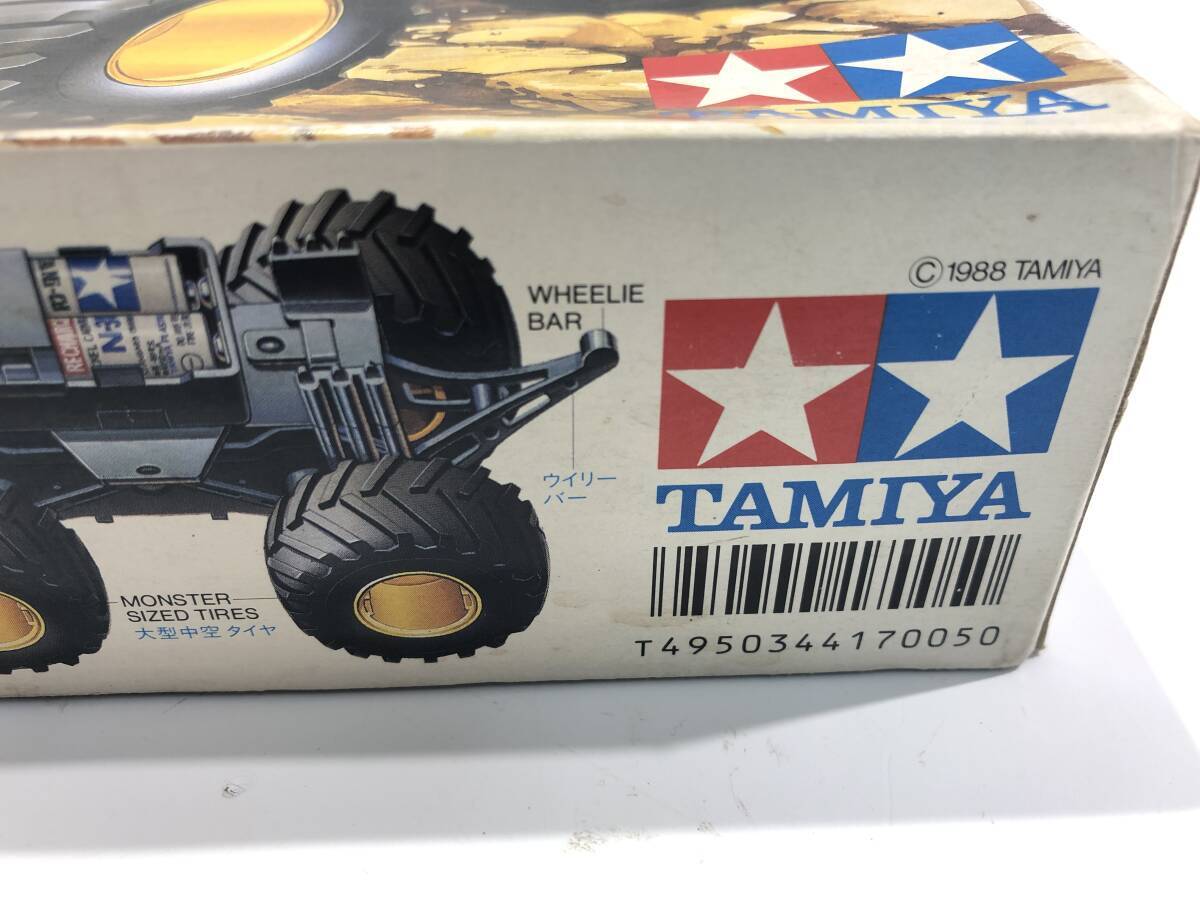 TAMIYA
© 1988 TAMIYA
WHEELIE
BAR
ウイリー
バー
TAMIYA
MONSTER
SIZED TIRES
大型中空タイヤ
T4950344170050